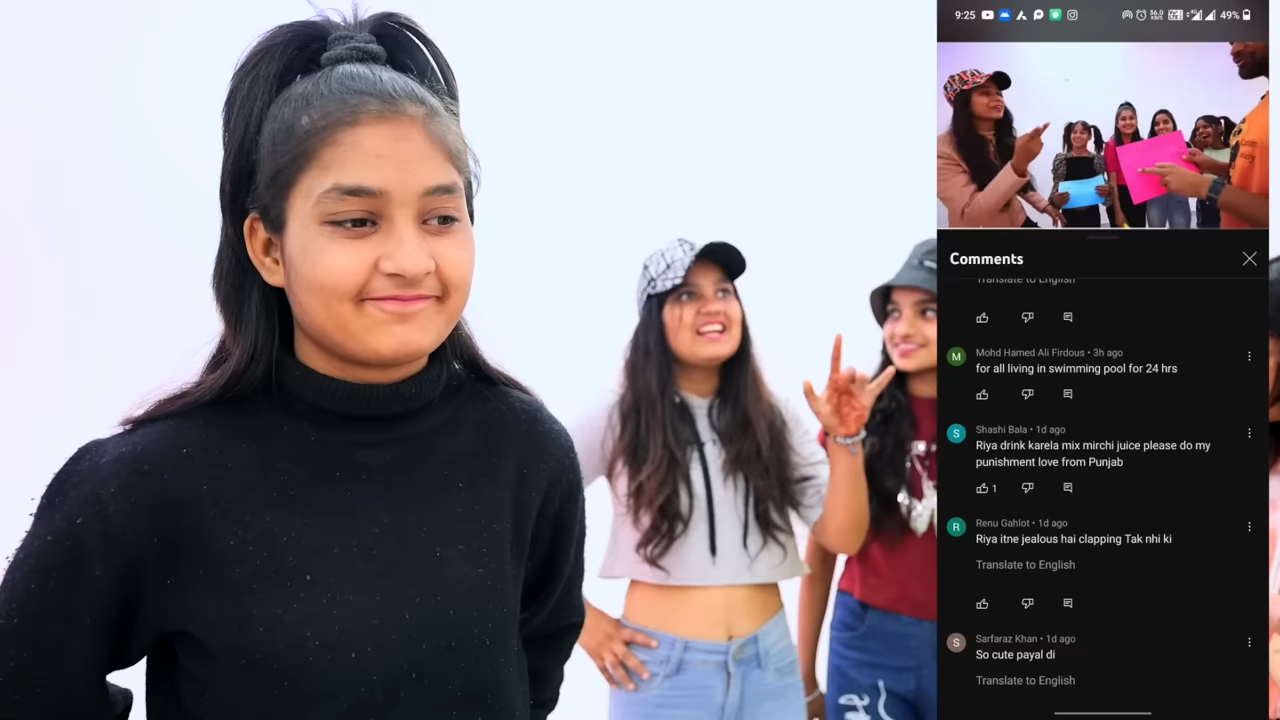 9:25
36.0
KB/S
49%
Comments
Translate to English
M
Mohd Hamed Ali Firdous • 3h ago
for all living in swimming pool for 24 hrs
S
Shashi Bala • 1d ago
Riya drink karela mix mirchi juice please do my
punishment love from Punjab
1
R
Renu Gahlot • 1d ago
Riya itne jealous hai clapping Tak nhi ki
Translate to English
S
Sarfaraz Khan • 1d ago
So cute payal di
Translate to English